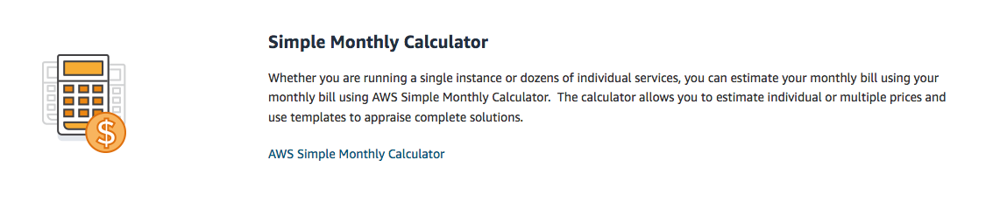 Simple Monthly Calculator
Whether you are running a single instance or dozens of individual services, you can estimate your monthly bill using your
monthly bill using AWS Simple Monthly Calculator.  The calculator allows you to estimate individual or multiple prices and
use templates to appraise complete solutions.
AWS Simple Monthly Calculator
$